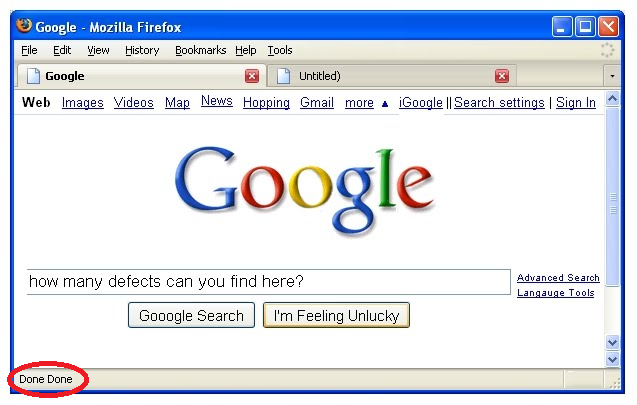 Google - Mozilla Firefox
File Edit View History Bookmarks Help Tools
Google Untitled)
Web Images Videos Map News Hopping Gmail more ▲ iGoogle || Search settings | Sign In
Google
how many defects can you find here? Advanced Search
Langauge Tools
Gooogle Search I'm Feeling Unlucky
Done Done